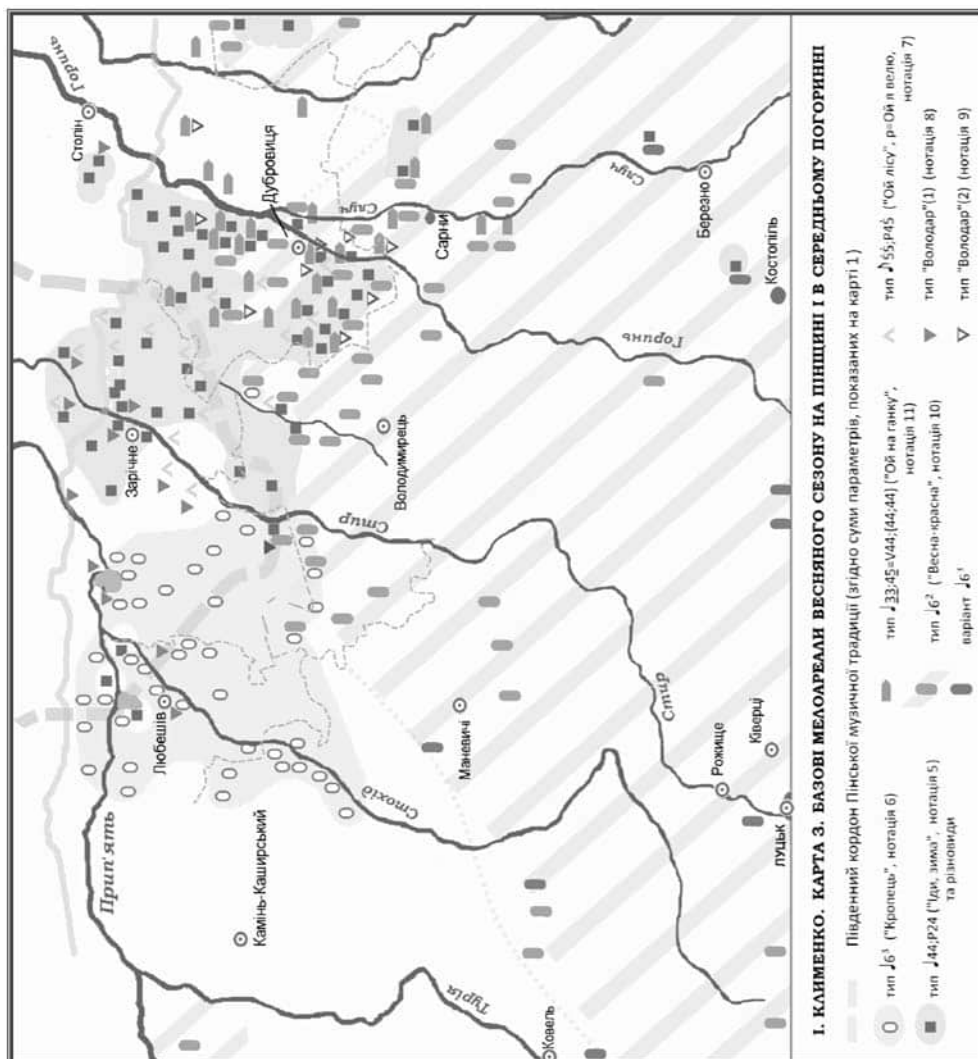 Прип'ять
Горинь
Столін
Зарічне
Любешів
Дубровиця
Случ
Сарни
Камінь-Каширський
Володимирець
Стир
Стохід
Маневичі
Горинь
Случ
Березно
Костопіль
Турія
Ковель
Стир
Рожище
Ківерці
ЛУЦЬК
І. КЛИМЕНКО. КАРТА 3. БАЗОВІ МЕЛОАРЕАЛИ ВЕСНЯНОГО СЕЗОНУ НА ПІНЩИНІ І В СЕРЕДНЬОМУ ПОГОРИННІ
Південний кордон Пінської музичної традиції (згідно суми параметрів, показаних на карті 1)
тип ♩6³ ("Кропець", нотація 6)
тип ♩44;Р24 ("Іди, зима", нотація 5)
та різновиди
тип ♩33;45=V44;(44;44) ("Ой на ганку",
нотація 11)
тип ♩6² ("Весна-красна", нотація 10)
варіант ♩6¹
тип ♪55;Р45 ("Ой лісу", р=Ой я велю,
нотація 7)
тип "Володар"(1) (нотація 8)
тип "Володар"(2) (нотація 9)